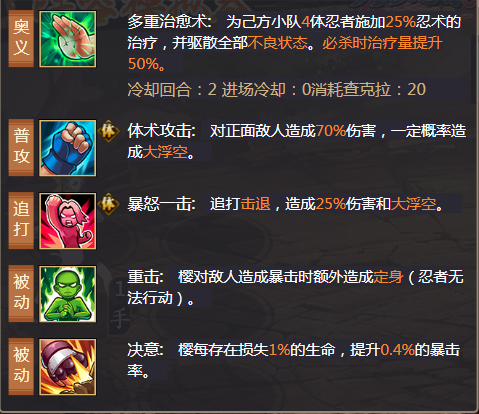 奥义
多重治愈术： 为己方小队4体忍者施加25%忍术的
治疗，并驱散全部不良状态。必杀时治疗量提升
50%。
冷却回合：2 进场冷却：0消耗查克拉：20
普攻
体
体术攻击： 对正面敌人造成70%伤害，一定概率造
成大浮空。
追打
体
暴怒一击： 追打击退，造成25%伤害和大浮空。
被动
重击： 樱对敌人造成暴击时额外造成定身（忍者无
法行动）。
1
手
被动
决意： 樱每存在损失1%的生命，提升0.4%的暴击
率。